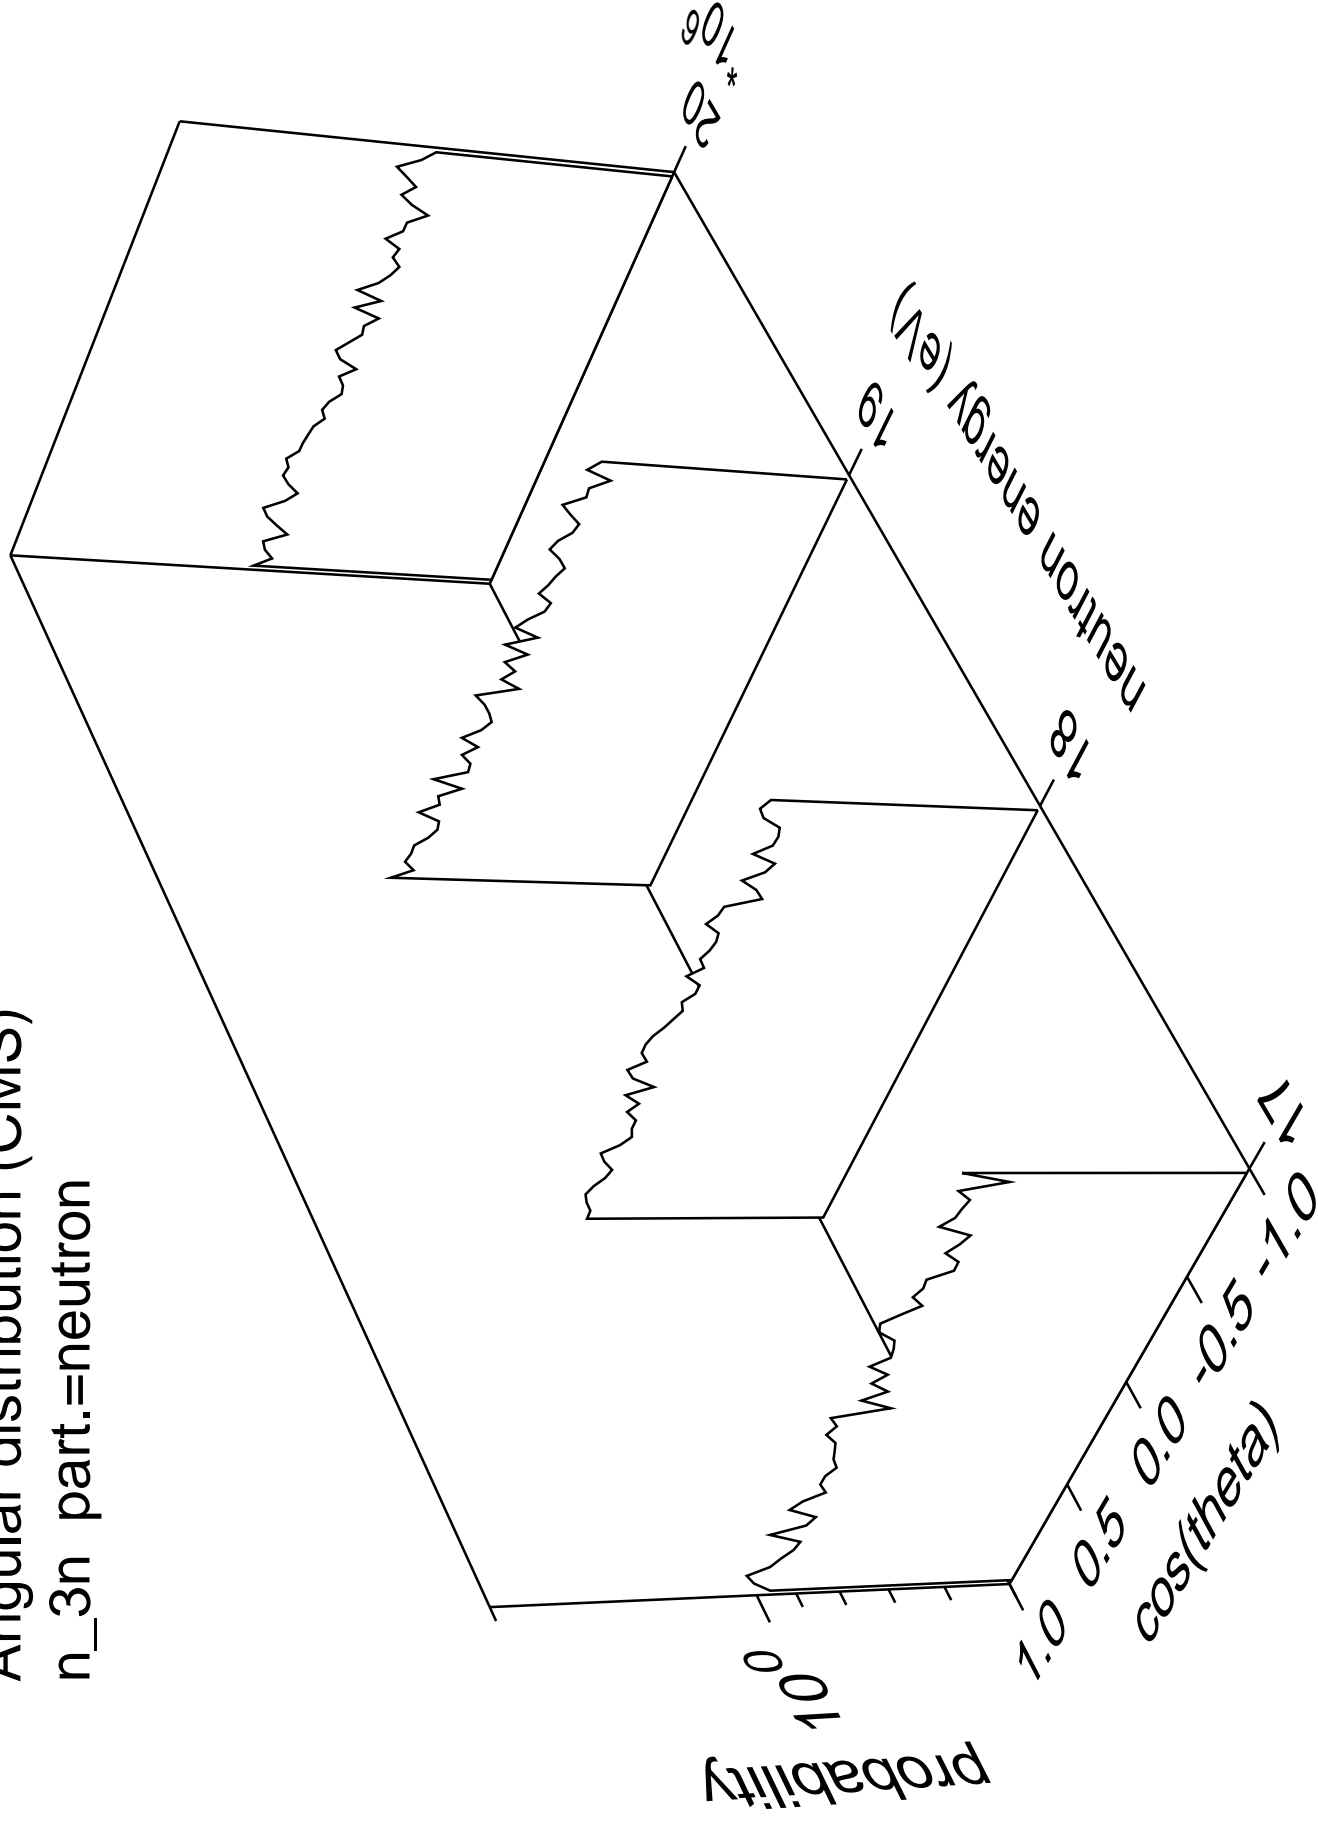 Angular distribution (CMS)
n_3n part.=neutron
probability
10^0
1.0 0.5 0.0 -0.5 -1.0
cos(theta)
17 18 19 20
*10^6
neutron energy (eV)